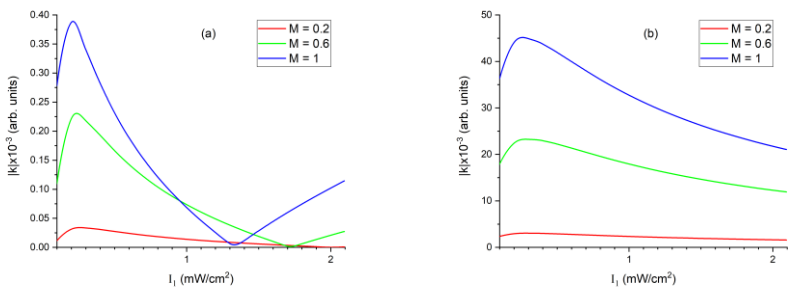 (a)
M = 0.2
M = 0.6
M = 1
0.40
0.35
0.30
0.25
0.20
0.15
0.10
0.05
0.00
|k|x10⁻³ (arb. units)
1
2
I₁ (mW/cm²)
(b)
M = 0.2
M = 0.6
M = 1
50
40
30
20
10
0
|k|x10⁻³ (arb. units)
1
2
I₁ (mW/cm²)